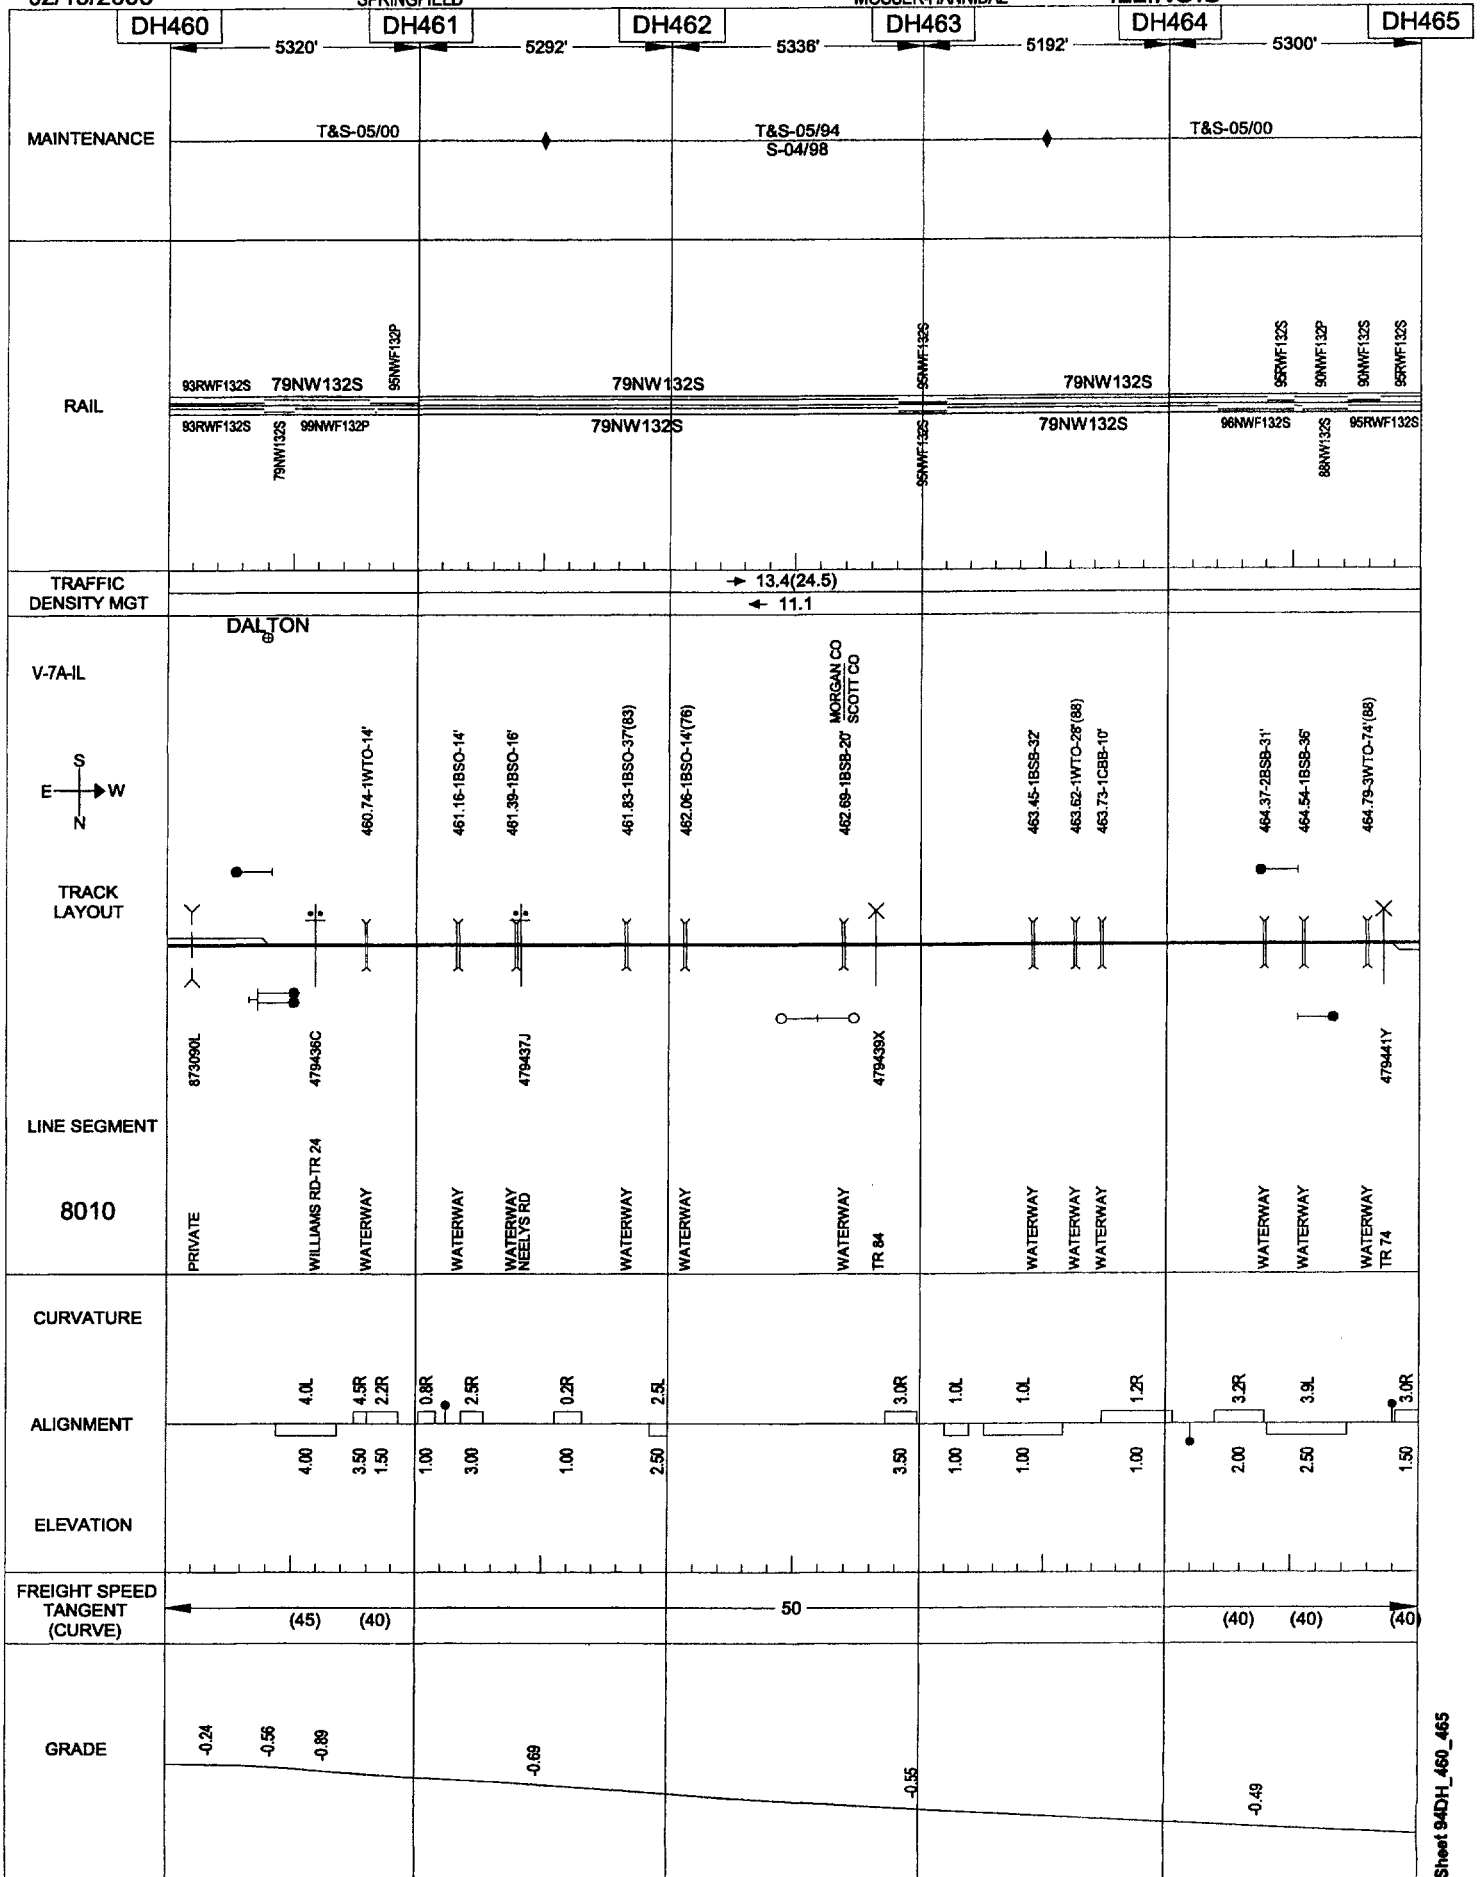 DH460
DH461
DH462
DH463
DH464
DH465
5320'
5292'
5336'
5192'
5300'
MAINTENANCE
T&S-05/00
T&S-05/94
S-04/98
T&S-05/00
RAIL
93RWF132S
79NW132S
95NWF132P
79NW132S
95NWF132S
79NW132S
95RWF132S
90NWF132P
90NWF132S
95RWF132S
93RWF132S
79NW132S
99NWF132P
79NW132S
95NWF132S
79NW132S
96NWF132S
88NW132S
95RWF132S
TRAFFIC
DENSITY MGT
13.4(24.5)
11.1
DALTON
V-7A-IL
S
E W
N
MORGAN CO
SCOTT CO
460.74-1WTO-14'
461.16-1BSO-14'
461.39-1BSO-16'
461.83-1BSO-37'(83)
462.06-1BSO-14'(76)
462.69-1BSB-20'
463.45-1BSB-32'
463.62-1WTO-28'(88)
463.73-1CBB-10'
464.37-2BSB-31'
464.54-1BSB-36'
464.79-3WTO-74'(88)
TRACK
LAYOUT
873090L
479436C
479437J
479439X
479441Y
LINE SEGMENT
8010
PRIVATE
WILLIAMS RD-TR 24
WATERWAY
WATERWAY
WATERWAY
NEELYS RD
WATERWAY
WATERWAY
WATERWAY
TR 84
WATERWAY
WATERWAY
WATERWAY
WATERWAY
WATERWAY
WATERWAY
TR 74
CURVATURE
4.0L
4.5R
2.2R
0.8R
2.5R
0.2R
2.5L
3.0R
1.0L
1.0L
1.2R
3.2R
3.9L
3.0R
ALIGNMENT
4.00
3.50
1.50
1.00
3.00
1.00
2.50
3.50
1.00
1.00
1.00
2.00
2.50
1.50
ELEVATION
FREIGHT SPEED
TANGENT
(CURVE)
50
(45)
(40)
(40)
(40)
(40)
GRADE
-0.24
-0.56
-0.89
-0.69
-0.55
-0.49
Sheet 94DH_460_465